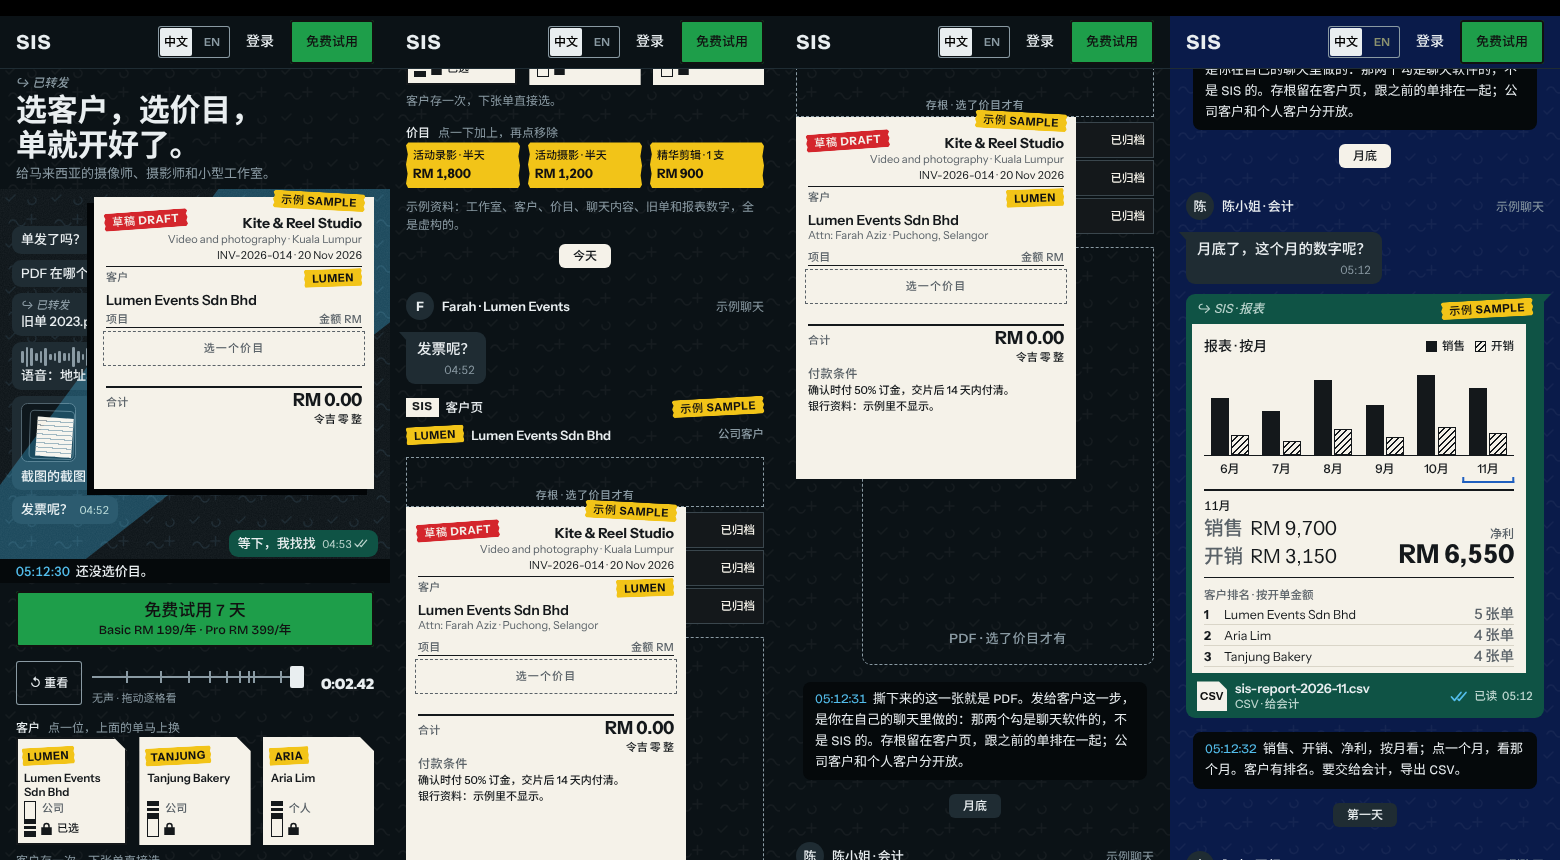 SIS
中文 EN 登录 免费试用
已转发
选客户，选价目，
单就开好了。
给马来西亚的摄像师、摄影师和小型工作室。
单发了吗？
PDF 在哪个
已转发
旧单 2023.p
语音：地址
截图的截图
发票呢？ 04:52
示例 SAMPLE
草稿 DRAFT
Kite & Reel Studio
Video and photography · Kuala Lumpur
INV-2026-014 · 20 Nov 2026
客户 LUMEN
Lumen Events Sdn Bhd
项目 金额 RM
选一个价目
合计 RM 0.00
令吉零整
等下，我找找 04:53
05:12:30 还没选价目。
免费试用 7 天
Basic RM 199/年 · Pro RM 399/年
重看
0:02.42
无声 · 拖动逐格看
客户 点一位，上面的单马上换
LUMEN
Lumen Events
Sdn Bhd
公司
已选
TANJUNG
Tanjung Bakery
公司
ARIA
Aria Lim
个人
客户存一次，下张单直接选。
SIS
中文 EN 登录 免费试用
已选
客户存一次，下张单直接选。
价目 点一下加上，再点移除
活动录影 · 半天
RM 1,800
活动摄影 · 半天
RM 1,200
精华剪辑 · 1 支
RM 900
示例资料：工作室、客户、价目、聊天内容、旧单和报表数字，全
是虚构的。
今天
F Farah · Lumen Events 示例聊天
发票呢？
04:52
SIS 客户页 示例 SAMPLE
LUMEN Lumen Events Sdn Bhd 公司客户
存根 · 选了价目才有
示例 SAMPLE
草稿 DRAFT
Kite & Reel Studio
Video and photography · Kuala Lumpur
INV-2026-014 · 20 Nov 2026
客户 LUMEN
Lumen Events Sdn Bhd
Attn: Farah Aziz · Puchong, Selangor
项目 金额 RM
选一个价目
合计 RM 0.00
令吉零整
付款条件
确认时付 50% 订金，交片后 14 天内付清。
银行资料：示例里不显示。
已归档
已归档
已归档
SIS
中文 EN 登录 免费试用
存根 · 选了价目才有
示例 SAMPLE
草稿 DRAFT
Kite & Reel Studio
Video and photography · Kuala Lumpur
INV-2026-014 · 20 Nov 2026
客户 LUMEN
Lumen Events Sdn Bhd
Attn: Farah Aziz · Puchong, Selangor
项目 金额 RM
选一个价目
合计 RM 0.00
令吉零整
付款条件
确认时付 50% 订金，交片后 14 天内付清。
银行资料：示例里不显示。
已归档
已归档
已归档
PDF · 选了价目才有
05:12:31 撕下来的这一张就是 PDF。发给客户这一步，
是你在自己的聊天里做的：那两个勾是聊天软件的，不
是 SIS 的。存根留在客户页，跟之前的单排在一起；公
司客户和个人客户分开放。
月底
陈 陈小姐 · 会计 示例聊天
SIS
中文 EN 登录 免费试用
是你在自己的聊天里做的：那两个勾是聊天软件的，不
是 SIS 的。存根留在客户页，跟之前的单排在一起；公
司客户和个人客户分开放。
月底
陈 陈小姐 · 会计 示例聊天
月底了，这个月的数字呢？
05:12
SIS · 报表 示例 SAMPLE
报表 · 按月 销售 开销
6月 7月 8月 9月 10月 11月
11月
销售 RM 9,700
开销 RM 3,150
净利
RM 6,550
客户排名 · 按开单金额
1 Lumen Events Sdn Bhd 5 张单
2 Aria Lim 4 张单
3 Tanjung Bakery 4 张单
CSV sis-report-2026-11.csv
CSV · 给会计
已读 05:12
05:12:32 销售、开销、净利，按月看；点一个月，看那
个月。客户有排名。要交给会计，导出 CSV。
第一天